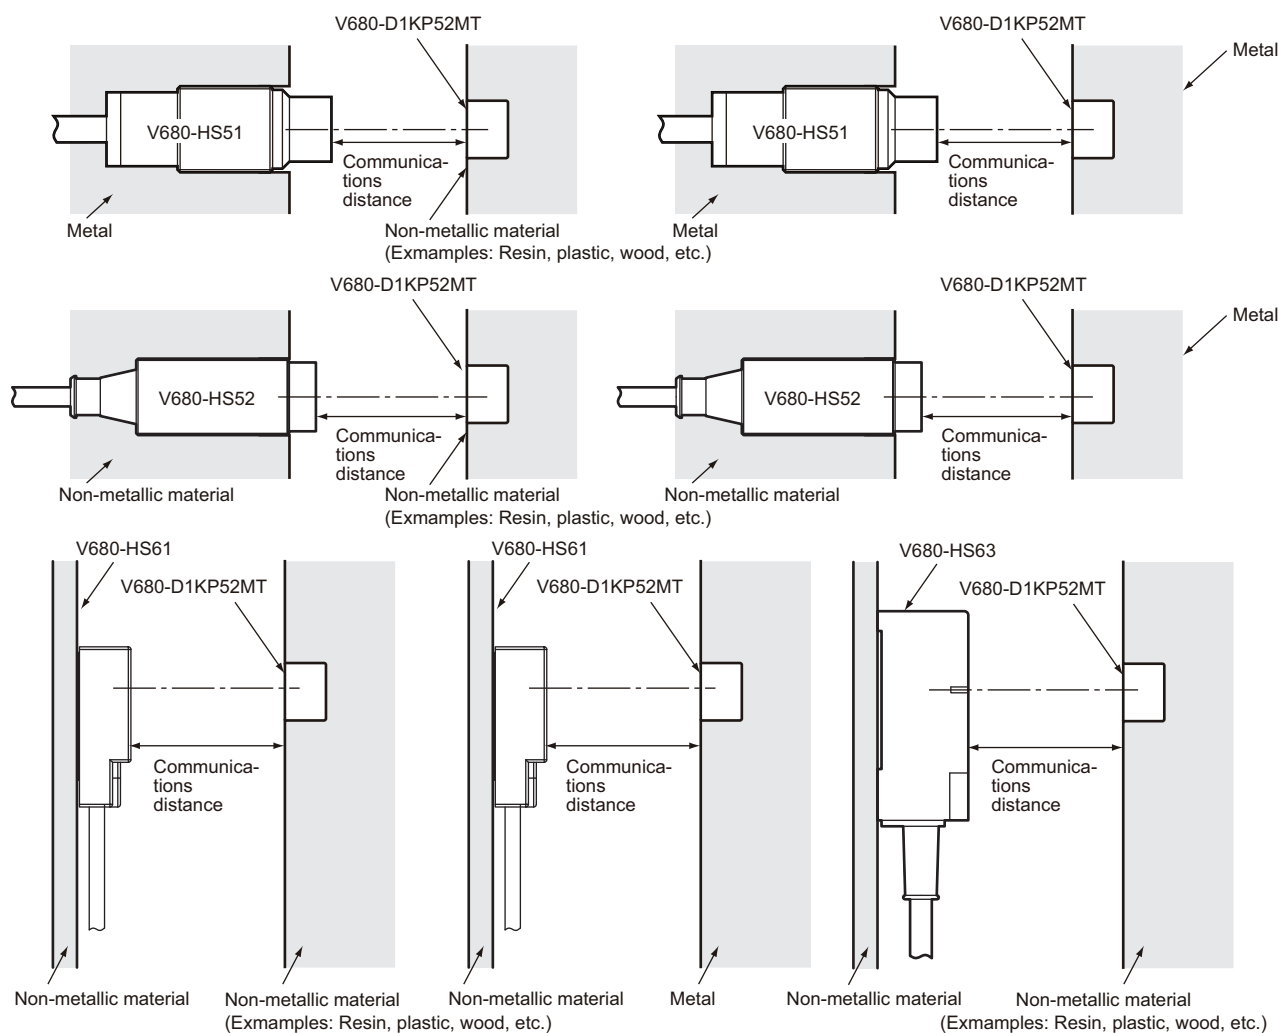 V680-D1KP52MT
V680-D1KP52MT
Metal
V680-HS51
V680-HS51
Communica-
tions
distance
Communica-
tions
distance
Metal
Non-metallic material
(Exmamples: Resin, plastic, wood, etc.)
Metal
V680-D1KP52MT
V680-D1KP52MT
Metal
V680-HS52
V680-HS52
Communica-
tions
distance
Communica-
tions
distance
Non-metallic material
Non-metallic material
(Exmamples: Resin, plastic, wood, etc.)
Non-metallic material
V680-HS61
V680-D1KP52MT
V680-HS61
V680-D1KP52MT
V680-HS63
V680-D1KP52MT
Communica-
tions
distance
Communica-
tions
distance
Communica-
tions
distance
Non-metallic material
Non-metallic material
(Exmamples: Resin, plastic, wood, etc.)
Non-metallic material
Metal
Non-metallic material
Non-metallic material
(Exmamples: Resin, plastic, wood, etc.)